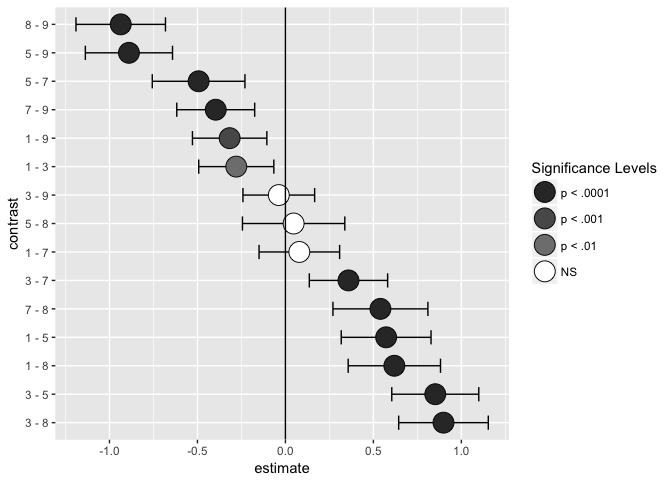 8 - 9
5 - 9
5 - 7
7 - 9
1 - 9
1 - 3
3 - 9
5 - 8
1 - 7
3 - 7
7 - 8
1 - 5
1 - 8
3 - 5
3 - 8
contrast
-1.0 -0.5 0.0 0.5 1.0
estimate
Significance Levels
p < .0001
p < .001
p < .01
NS